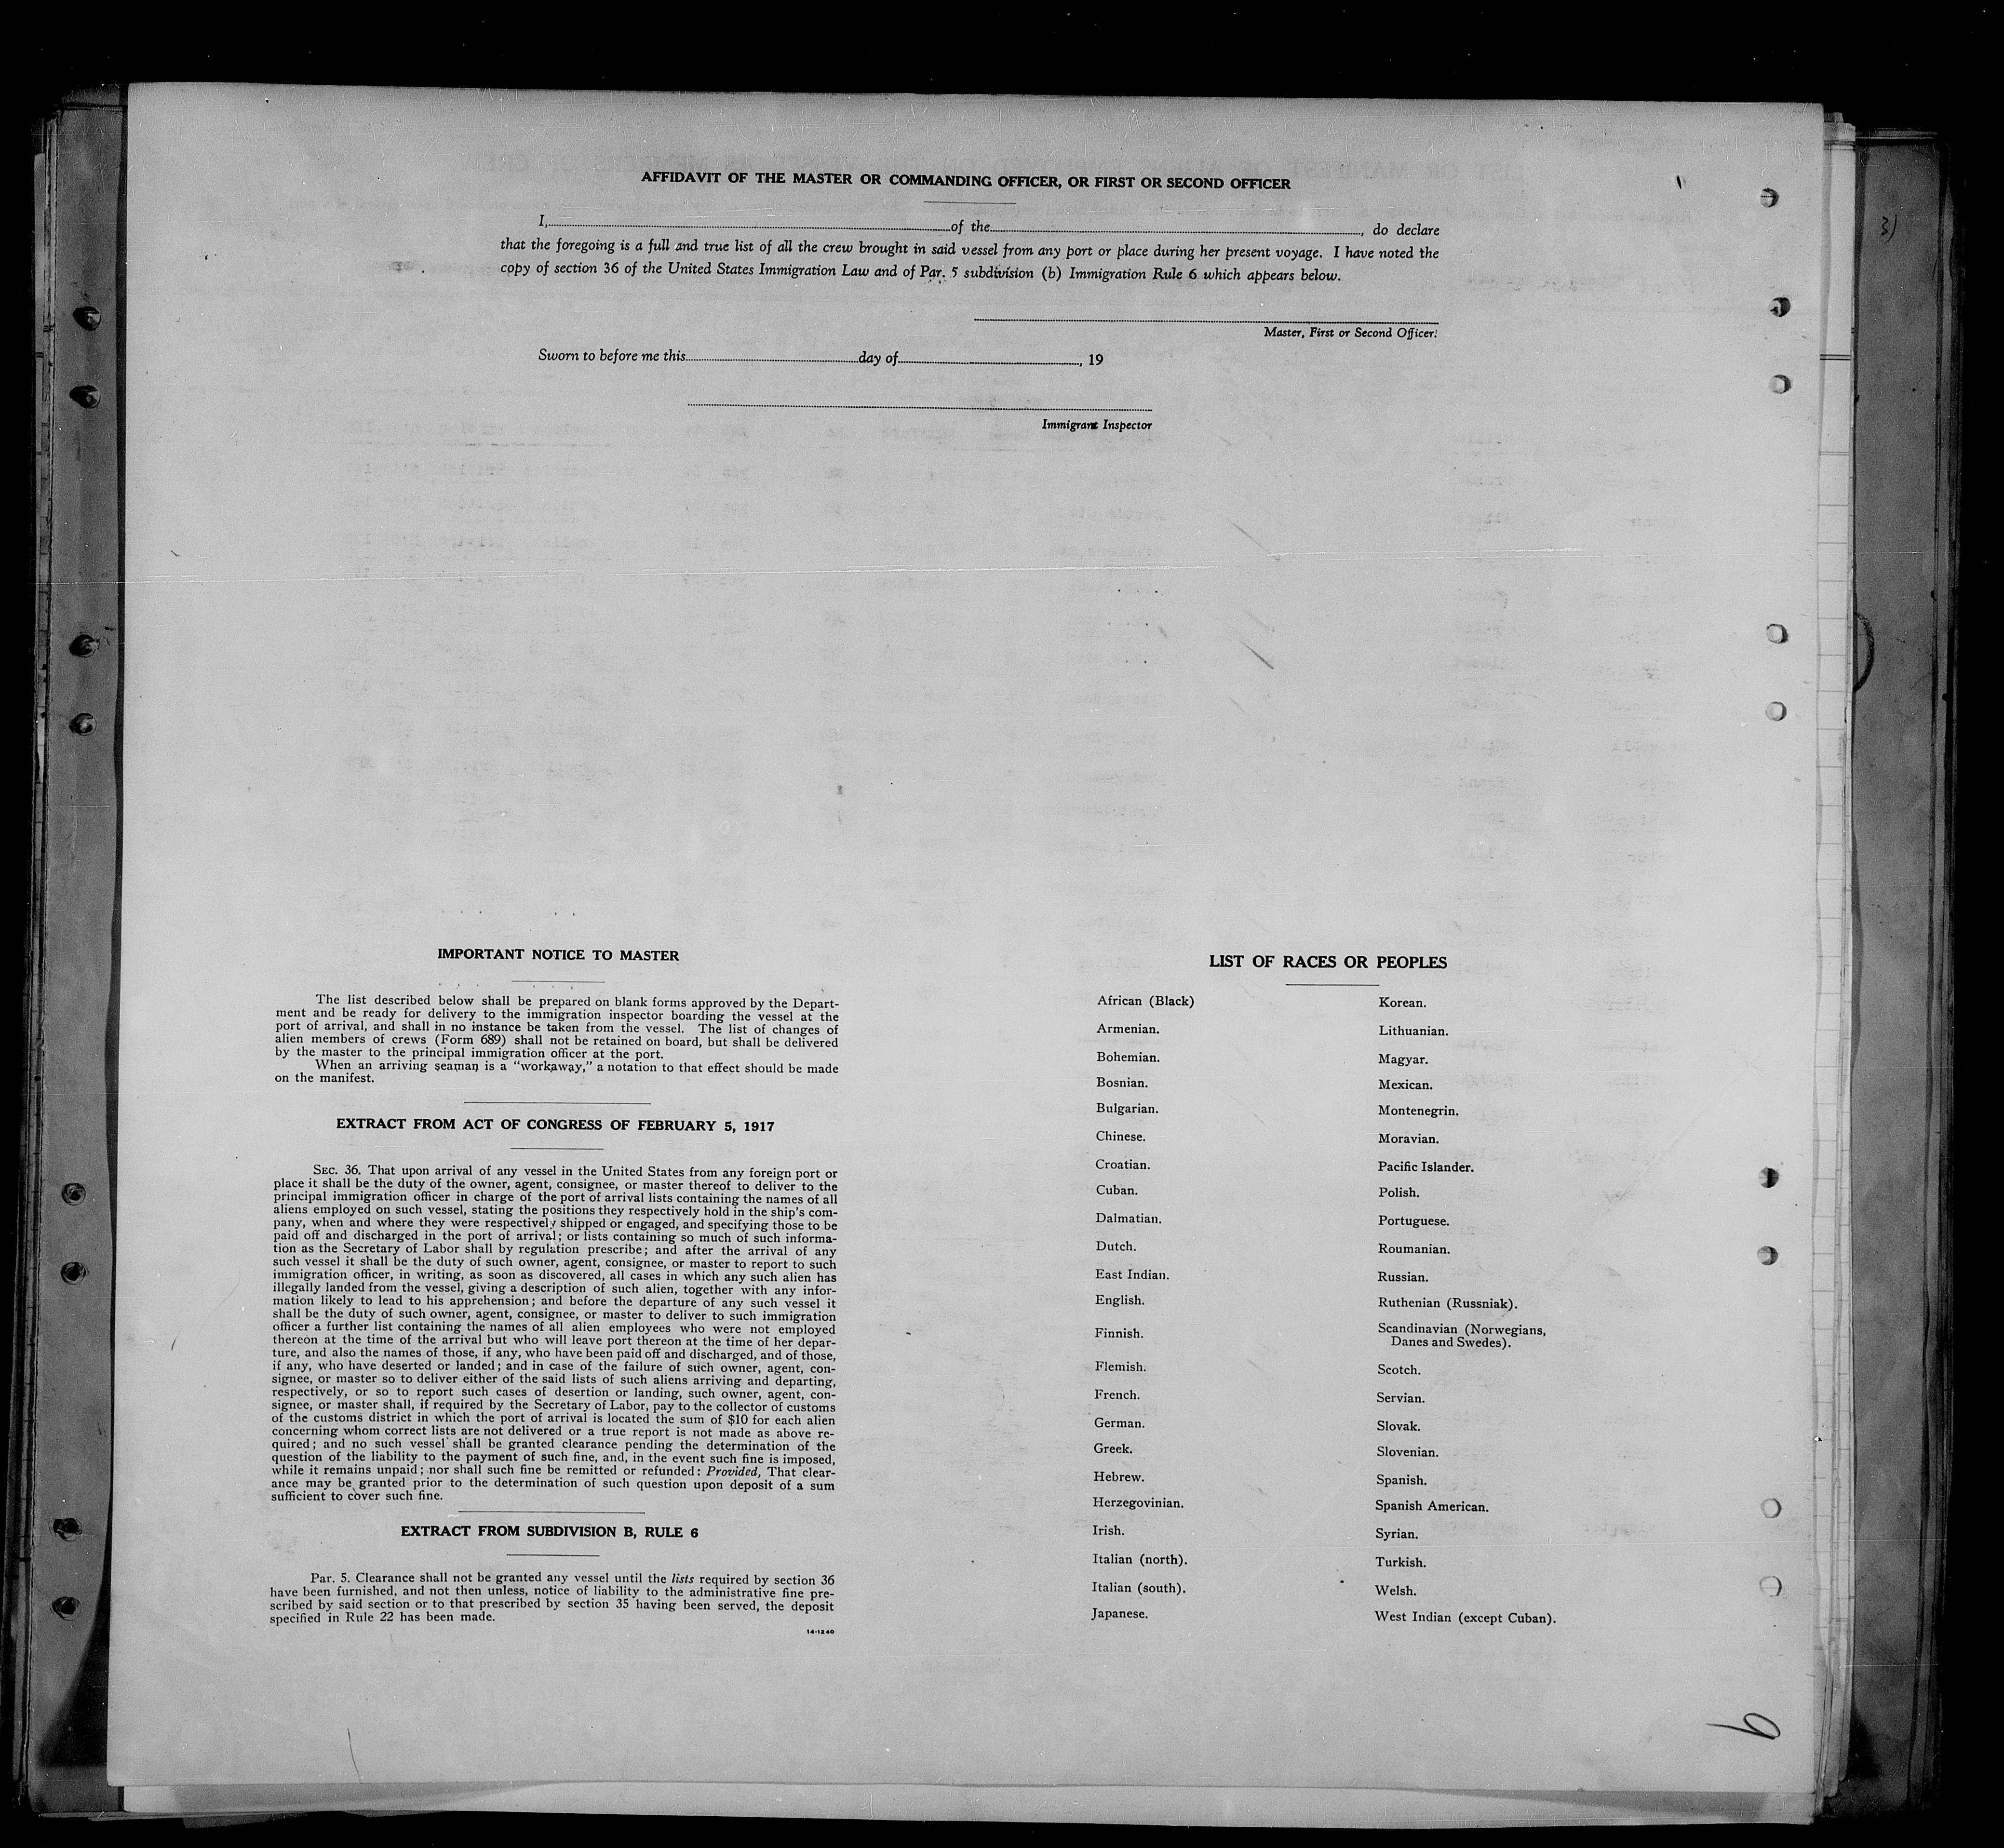 AFFIDAVIT OF THE MASTER OR COMMANDING OFFICER, OR FIRST OR SECOND OFFICER
I, of the , do declare
that the foregoing is a full and true list of all the crew brought in said vessel from any port or place during her present voyage. I have noted the
copy of section 36 of the United States Immigration Law and of Par. 5 subdivision (b) Immigration Rule 6 which appears below.
Master, First or Second Officer.
Sworn to before me this day of , 19
Immigrant Inspector
IMPORTANT NOTICE TO MASTER
The list described below shall be prepared on blank forms approved by the Depart-
ment and be ready for delivery to the immigration inspector boarding the vessel at the
port of arrival, and shall in no instance be taken from the vessel. The list of changes of
alien members of crews (Form 689) shall not be retained on board, but shall be delivered
by the master to the principal immigration officer at the port.
When an arriving seaman is a "workaway," a notation to that effect should be made
on the manifest.
EXTRACT FROM ACT OF CONGRESS OF FEBRUARY 5, 1917
SEC. 36. That upon arrival of any vessel in the United States from any foreign port or
place it shall be the duty of the owner, agent, consignee, or master thereof to deliver to the
principal immigration officer in charge of the port of arrival lists containing the names of all
aliens employed on such vessel, stating the positions they respectively hold in the ship's com-
pany, when and where they were respectively shipped or engaged, and specifying those to be
paid off and discharged in the port of arrival; or lists containing so much of such informa-
tion as the Secretary of Labor shall by regulation prescribe; and after the arrival of any
such vessel it shall be the duty of such owner, agent, consignee, or master to report to such
immigration officer, in writing, as soon as discovered, all cases in which any such alien has
illegally landed from the vessel, giving a description of such alien, together with any infor-
mation likely to lead to his apprehension; and before the departure of any such vessel it
shall be the duty of such owner, agent, consignee, or master to deliver to such immigration
officer a further list containing the names of all alien employees who were not employed
thereon at the time of the arrival but who will leave port thereon at the time of her depar-
ture, and also the names of those, if any, who have been paid off and discharged, and of those,
if any, who have deserted or landed; and in case of the failure of such owner, agent, con-
signee, or master so to deliver either of the said lists of such aliens arriving and departing,
respectively, or so to report such cases of desertion or landing, such owner, agent, con-
signee, or master shall, if required by the Secretary of Labor, pay to the collector of customs
of the customs district in which the port of arrival is located the sum of $10 for each alien
concerning whom correct lists are not delivered or a true report is not made as above re-
quired; and no such vessel shall be granted clearance pending the determination of the
question of the liability to the payment of such fine, and, in the event such fine is imposed,
while it remains unpaid; nor shall such fine be remitted or refunded: Provided, That clear-
ance may be granted prior to the determination of such question upon deposit of a sum
sufficient to cover such fine.
EXTRACT FROM SUBDIVISION B, RULE 6
Par. 5. Clearance shall not be granted any vessel until the lists required by section 36
have been furnished, and not then unless, notice of liability to the administrative fine pre-
scribed by said section or to that prescribed by section 35 having been served, the deposit
specified in Rule 22 has been made.
14-1240
LIST OF RACES OR PEOPLES
African (Black)
Armenian.
Bohemian.
Bosnian.
Bulgarian.
Chinese.
Croatian.
Cuban.
Dalmatian.
Dutch.
East Indian.
English.
Finnish.
Flemish.
French.
German.
Greek.
Hebrew.
Herzegovinian.
Irish.
Italian (north).
Italian (south).
Japanese.
Korean.
Lithuanian.
Magyar.
Mexican.
Montenegrin.
Moravian.
Pacific Islander.
Polish.
Portuguese.
Roumanian.
Russian.
Ruthenian (Russniak).
Scandinavian (Norwegians,
Danes and Swedes).
Scotch.
Servian.
Slovak.
Slovenian.
Spanish.
Spanish American.
Syrian.
Turkish.
Welsh.
West Indian (except Cuban).